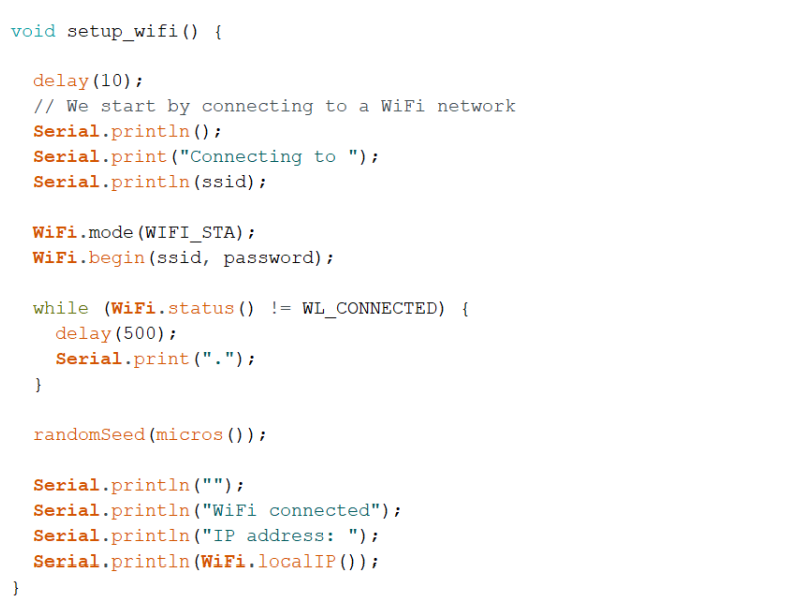 void setup_wifi() {
delay(10);
// We start by connecting to a WiFi network
Serial.println();
Serial.print("Connecting to ");
Serial.println(ssid);
WiFi.mode(WIFI_STA);
WiFi.begin(ssid, password);
while (WiFi.status() != WL_CONNECTED) {
delay(500);
Serial.print(".");
}
randomSeed(micros());
Serial.println("");
Serial.println("WiFi connected");
Serial.println("IP address: ");
Serial.println(WiFi.localIP());
}